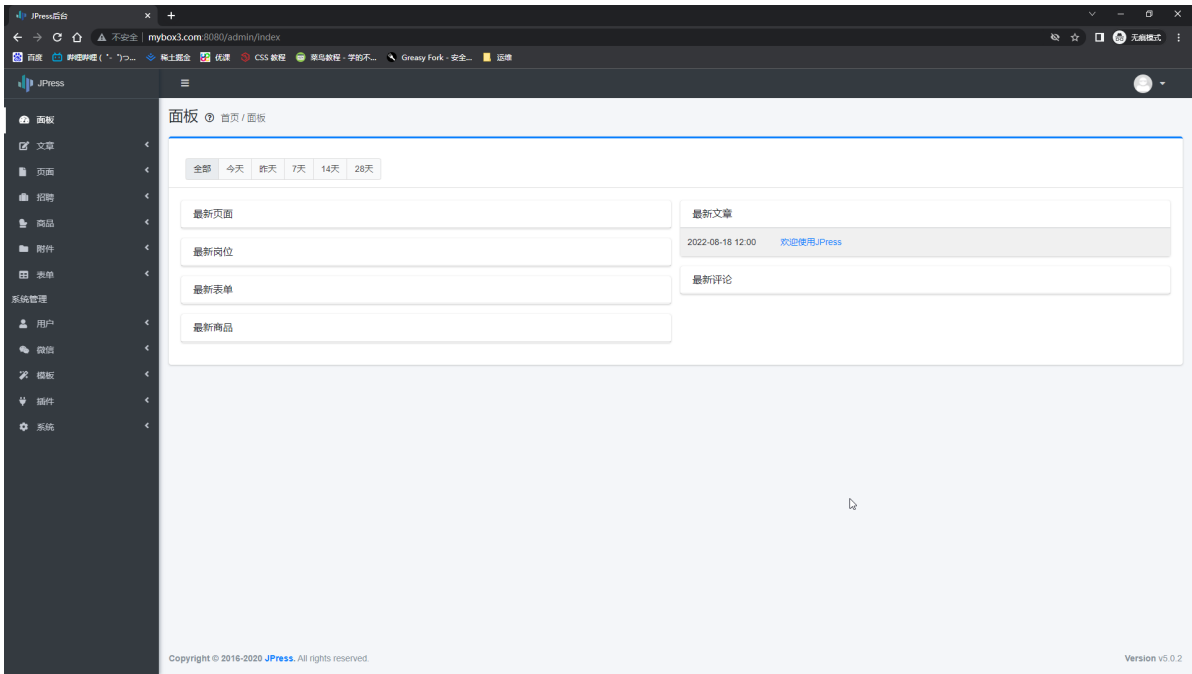 JPress后台
不安全 | mybox3.com:8080/admin/index
无痕模式
百度 哔哩哔哩 ( ゜- ゜)つ... 稀土掘金 优课 CSS 教程 菜鸟教程 - 学的不... Greasy Fork - 安全... 运维
JPress
面板
文章
页面
招聘
商品
附件
表单
系统管理
用户
微信
模板
插件
系统
面板 首页 / 面板
全部 今天 昨天 7天 14天 28天
最新页面
最新岗位
最新表单
最新商品
最新文章
2022-08-18 12:00 欢迎使用JPress
最新评论
Copyright © 2016-2020 JPress. All rights reserved.
Version v5.0.2